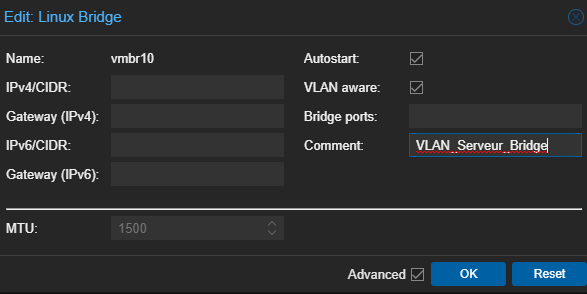 Edit: Linux Bridge
Name: vmbr10 Autostart:
IPv4/CIDR: VLAN aware:
Gateway (IPv4): Bridge ports:
IPv6/CIDR: Comment: VLAN_Serveur_Bridge
Gateway (IPv6):
MTU: 1500
Advanced OK Reset